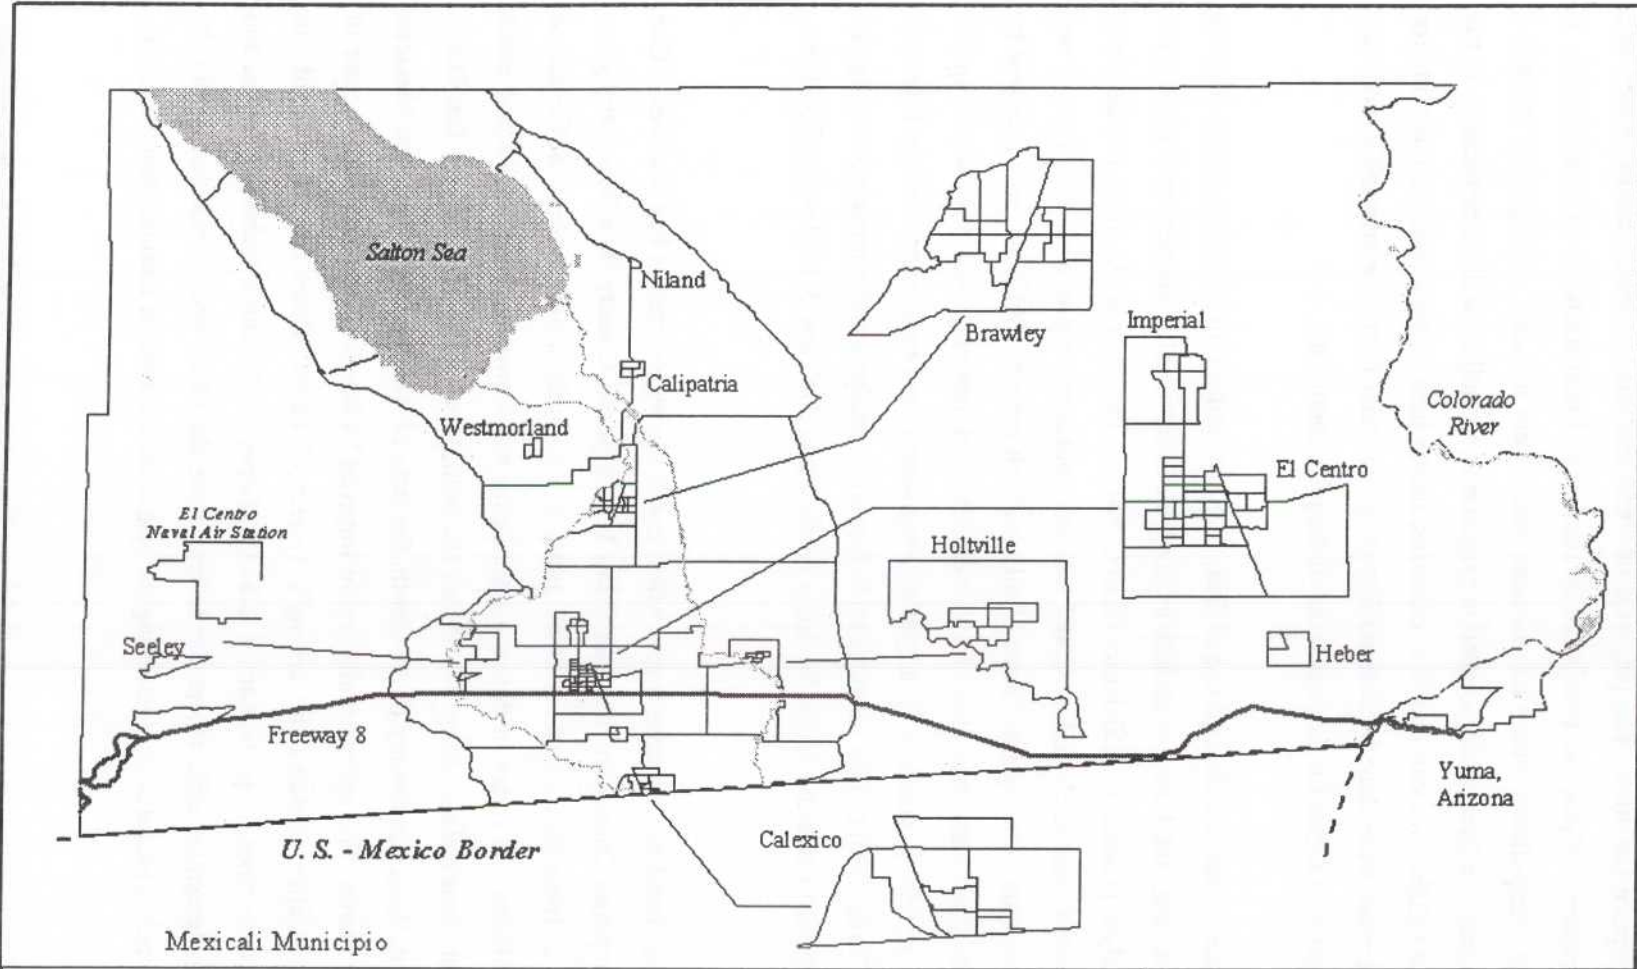 Salton Sea
Niland
Brawley
Imperial
Calipatria
Colorado
River
Westmorland
El Centro
El Centro
Naval Air Station
Holtville
Seeley
Heber
Freeway 8
Yuma,
Arizona
U. S. - Mexico Border
Calexico
Mexicali Municipio